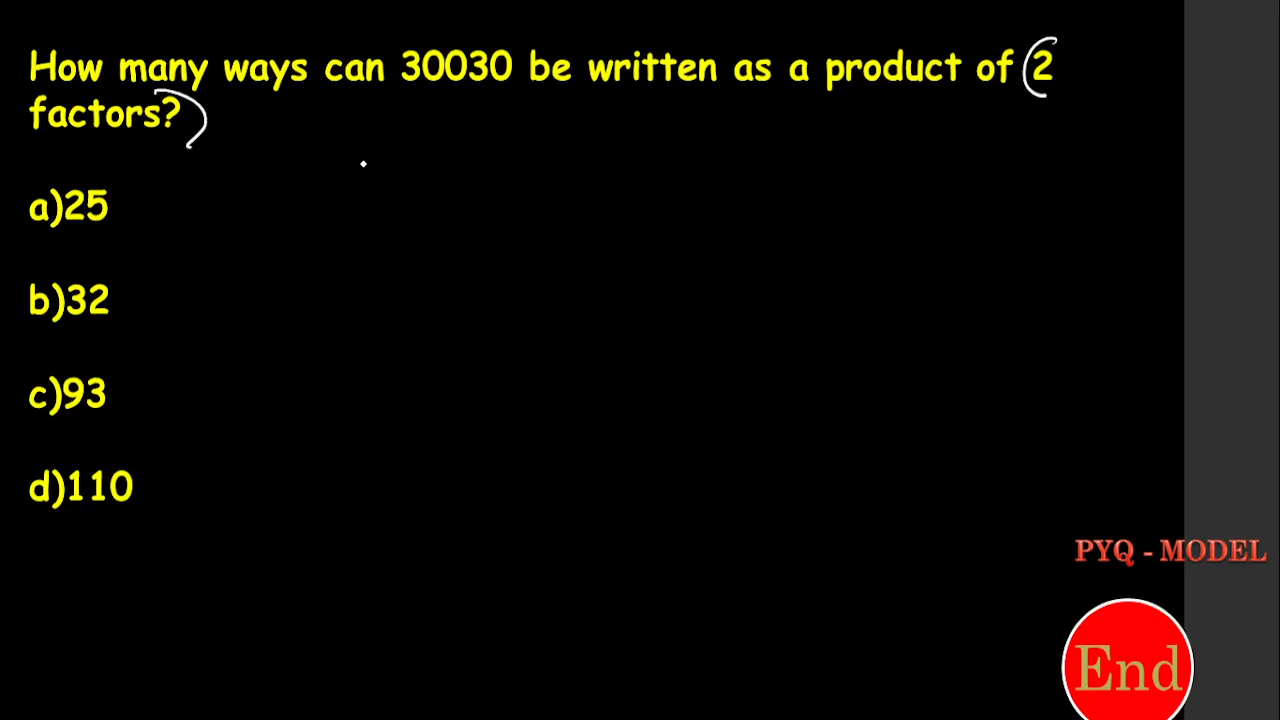 How many ways can 30030 be written as a product of 2
factors?
a)25
b)32
c)93
d)110
PYQ - MODEL
End